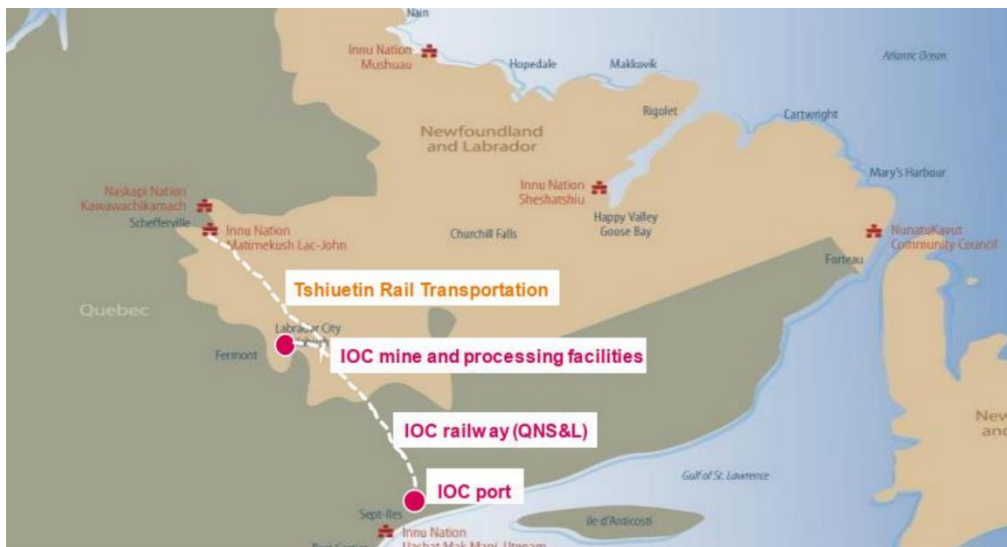 Nain
Innu Nation
Mushuau
Hopedale
Makkovik
Atlantic Ocean
Rigolet
Cartwright
Newfoundland
and Labrador
Mary's Harbour
Naskapi Nation
Kawawachikamach
Schefferville
Innu Nation
Matimekush Lac-John
Innu Nation
Sheshatshiu
Happy Valley
Goose Bay
Churchill Falls
NunatuKavut
Community Council
Forteau
Tshiuetin Rail Transportation
Quebec
Labrador City
Fermont
IOC mine and processing facilities
IOC railway (QNS&L)
New
and
Gulf of St. Lawrence
IOC port
Sept-Iles
Ile d'Anticosti
Innu Nation